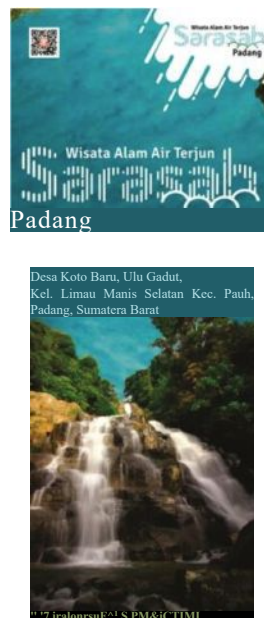 Wisata Alam Air Terjun
Sarasah
Padang
Wisata Alam Air Terjun
Sarasah
Padang
Desa Koto Baru, Ulu Gadut,
Kel. Limau Manis Selatan Kec. Pauh,
Padang, Sumatera Barat